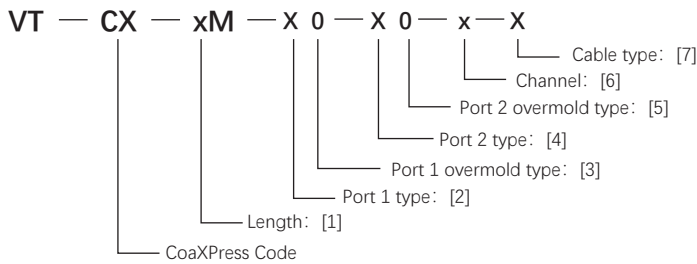 VT — CX — xM — X 0 — X 0 — x — X
Cable type： [7]
Channel： [6]
Port 2 overmold type： [5]
Port 2 type： [4]
Port 1 overmold type： [3]
Port 1 type： [2]
Length： [1]
CoaXPress Code